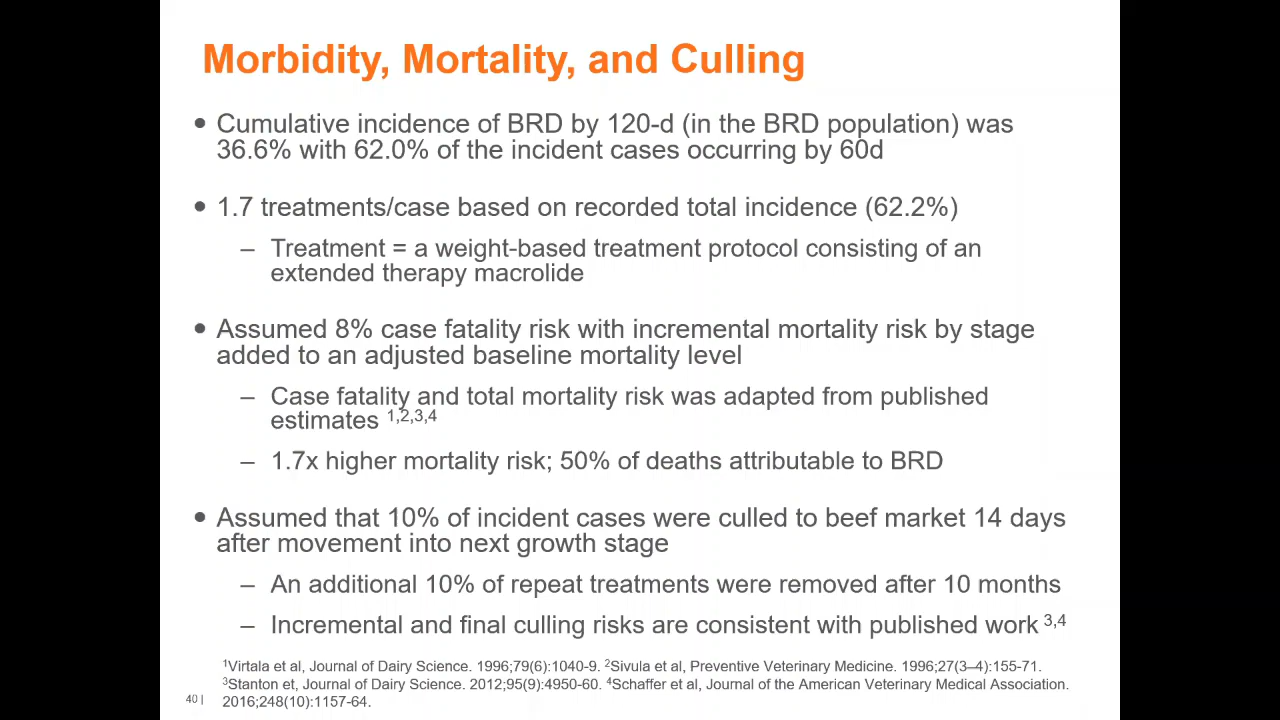 Morbidity, Mortality, and Culling
• Cumulative incidence of BRD by 120-d (in the BRD population) was
36.6% with 62.0% of the incident cases occurring by 60d
• 1.7 treatments/case based on recorded total incidence (62.2%)
– Treatment = a weight-based treatment protocol consisting of an
extended therapy macrolide
• Assumed 8% case fatality risk with incremental mortality risk by stage
added to an adjusted baseline mortality level
– Case fatality and total mortality risk was adapted from published
estimates 1,2,3,4
– 1.7x higher mortality risk; 50% of deaths attributable to BRD
• Assumed that 10% of incident cases were culled to beef market 14 days
after movement into next growth stage
– An additional 10% of repeat treatments were removed after 10 months
– Incremental and final culling risks are consistent with published work 3,4
1Virtala et al, Journal of Dairy Science. 1996;79(6):1040-9. 2Sivula et al, Preventive Veterinary Medicine. 1996;27(3–4):155-71.
3Stanton et, Journal of Dairy Science. 2012;95(9):4950-60. 4Schaffer et al, Journal of the American Veterinary Medical Association.
2016;248(10):1157-64.
40 |